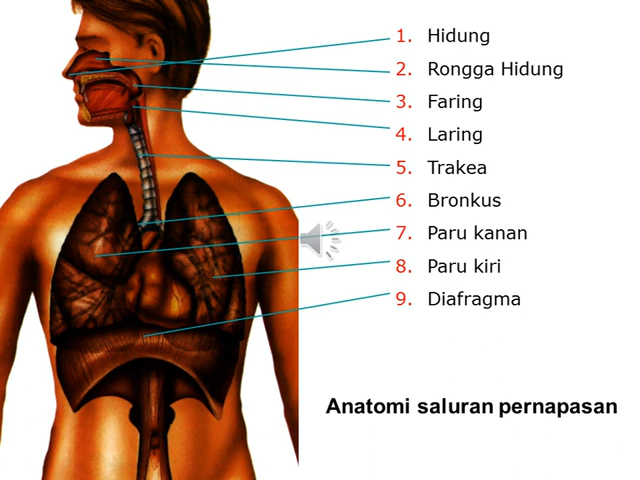 1. Hidung
2. Rongga Hidung
3. Faring
4. Laring
5. Trakea
6. Bronkus
7. Paru kanan
8. Paru kiri
9. Diafragma
Anatomi saluran pernapasan